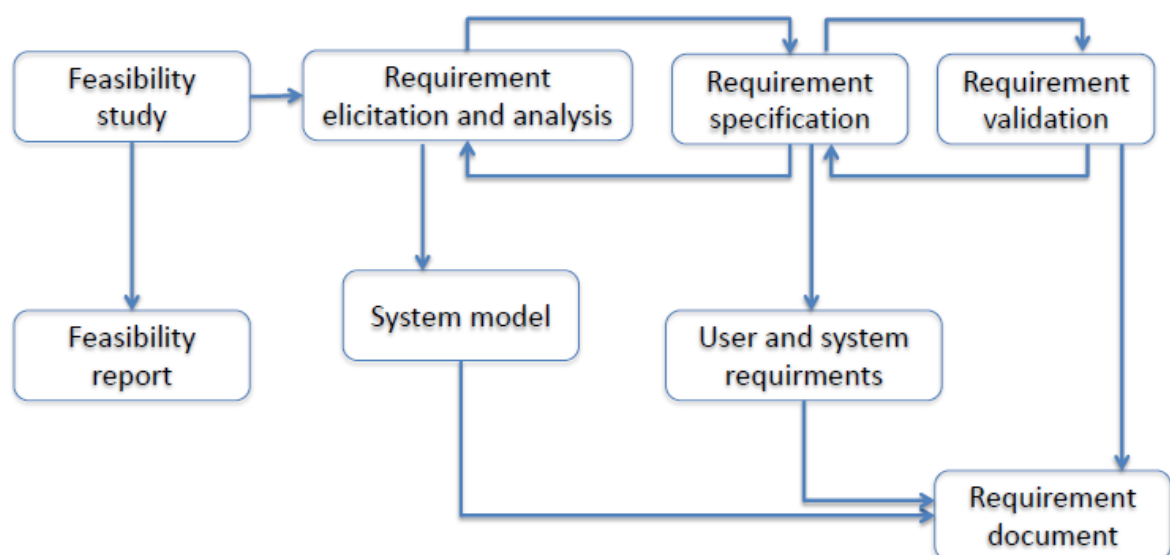 Feasibility
study
Requirement
elicitation and analysis
Requirement
specification
Requirement
validation
Feasibility
report
System model
User and system
requirments
Requirement
document